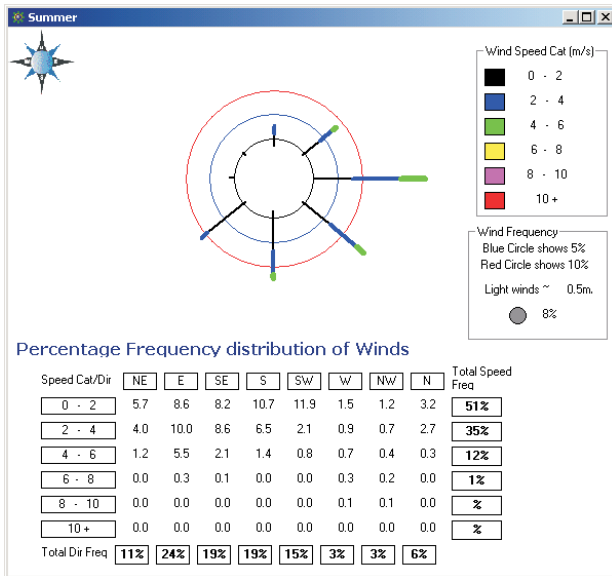 Summer
Wind Speed Cat (m/s)
0 - 2
2 - 4
4 - 6
6 - 8
8 - 10
10 +
Wind Frequency
Blue Circle shows 5%
Red Circle shows 10%
Light winds ~ 0.5m.
8%
Percentage Frequency distribution of Winds
Speed Cat/Dir NE E SE S SW W NW N Total Speed Freq
0 - 2 5.7 8.6 8.2 10.7 11.9 1.5 1.2 3.2 51%
2 - 4 4.0 10.0 8.6 6.5 2.1 0.9 0.7 2.7 35%
4 - 6 1.2 5.5 2.1 1.4 0.8 0.7 0.4 0.3 12%
6 - 8 0.0 0.3 0.1 0.0 0.0 0.3 0.2 0.0 1%
8 - 10 0.0 0.0 0.0 0.0 0.0 0.1 0.1 0.0 %
10 + 0.0 0.0 0.0 0.0 0.0 0.0 0.0 0.0 %
Total Dir Freq 11% 24% 19% 19% 15% 3% 3% 6%